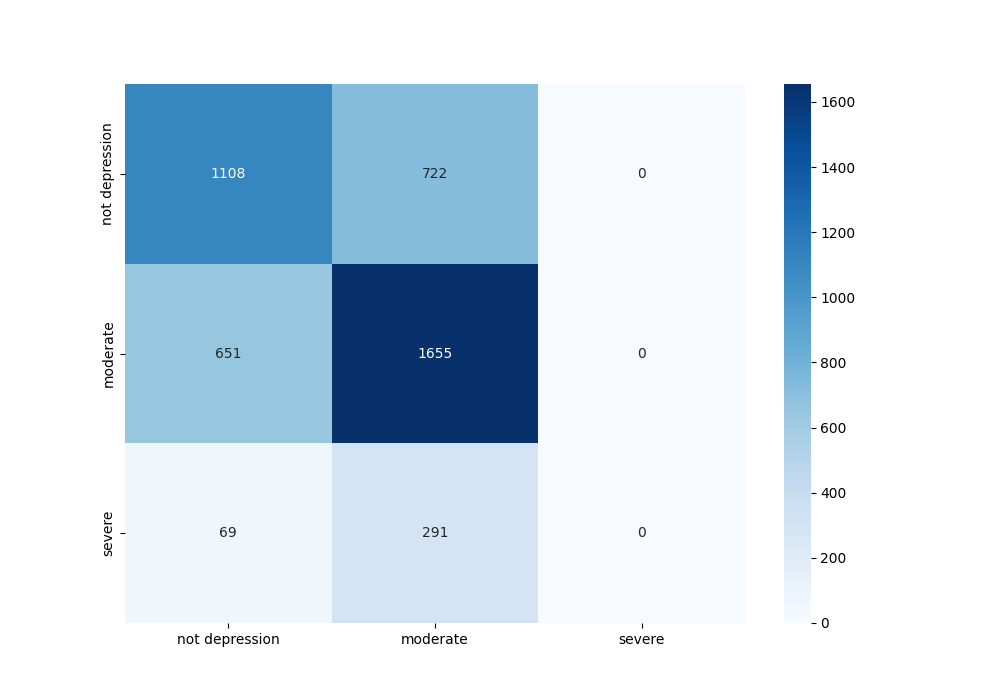 not depression
1108 722 0
moderate
651 1655 0
severe
69 291 0
not depression moderate severe
1600
1400
1200
1000
800
600
400
200
0